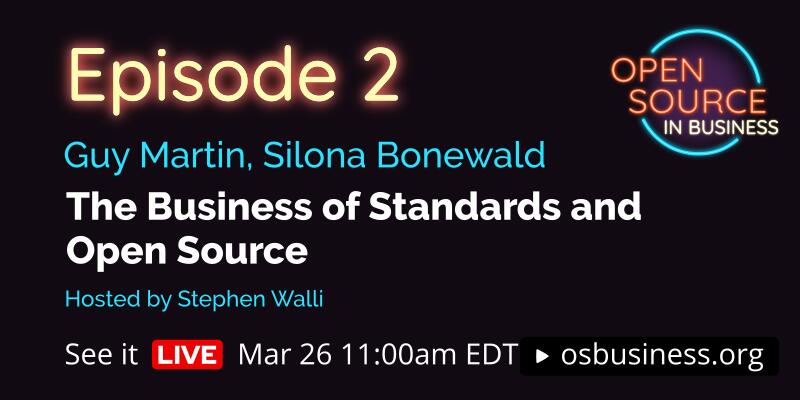 Episode 2
OPEN
SOURCE
IN BUSINESS
Guy Martin, Silona Bonewald
The Business of Standards and
Open Source
Hosted by Stephen Walli
See it LIVE Mar 26 11:00am EDT osbusiness.org